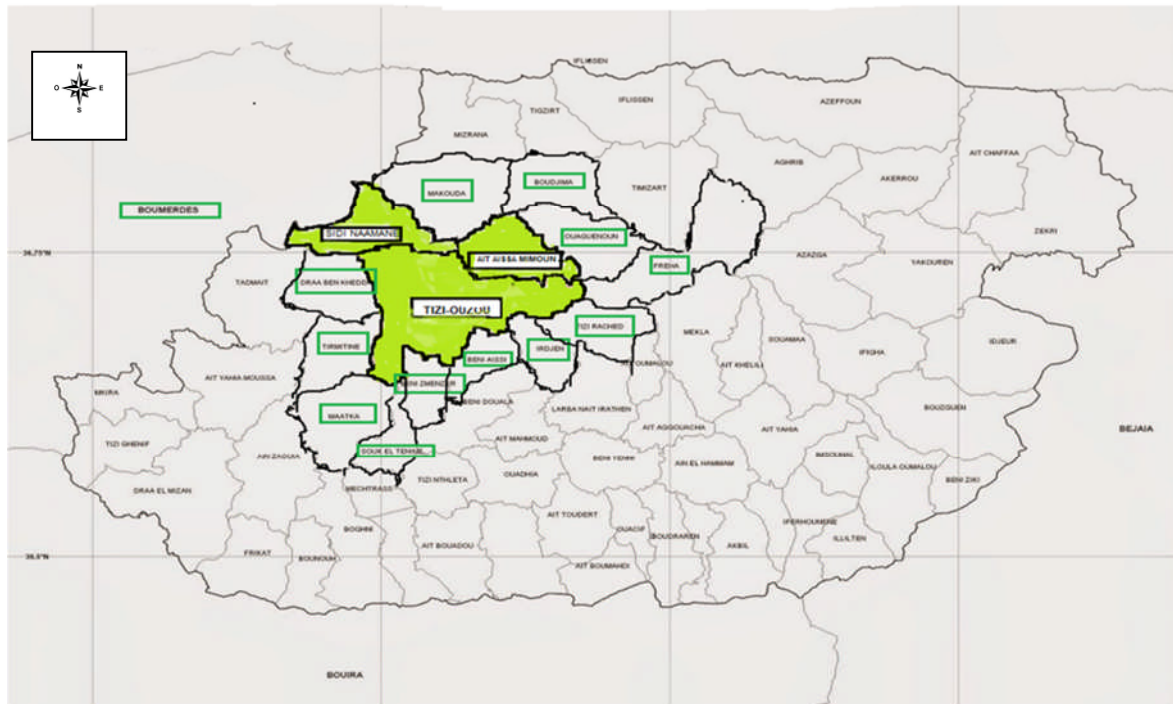 N
O E
S
IFLISSEN
IFLISSEN
AZEFFOUN
TIGZIRT
MIZRANA
AIT CHAFFAA
AGHRIB
AKERROU
BOUDJIMA
MAKOUDA
TIMIZART
BOUMERDES
ZEKRI
SIDI NAAMANE
OUAGUENOUN
36,75°N
AIT AISSA MIMOUN
FREHA
AZAZGA
YAKOUREN
TADMAIT
DRAA BEN KHEDD
TIZI-OUZOU
TIZI RACHED
MEKLA
SOUAMAA
IDJEUR
TIRMITINE
IRDJEN
IFIGHA
BENI AISSI
AIT OUMALOU
AIT KHELILI
AIT YAHIA MOUSSA
BENI ZMENZER
MKIRA
BENI DOUALA
LARBA NAIT IRATHEN
BOUZGUEN
MAATKA
AIT AGGOUACHA
AIT YAHIA
BEJAIA
TIZI GHENIF
AIT MAHMOUD
AIN ZAOUIA
SOUK EL TENINE
BENI YENNI
AIN EL HAMMAM
IMSOUHAL
OUADHIA
ILOULA OUMALOU
BENI ZIKI
DRAA EL MIZAN
MECHTRASS
TIZI NTHLETA
AIT TOUDERT
IFERHOUNENE
BOGHNI
OUACIF
BOUDRAREN
AKBIL
ILLILTEN
AIT BOUADOU
FRIKAT
BOUNOUH
36,5°N
AIT BOUMAHDI
BOUIRA